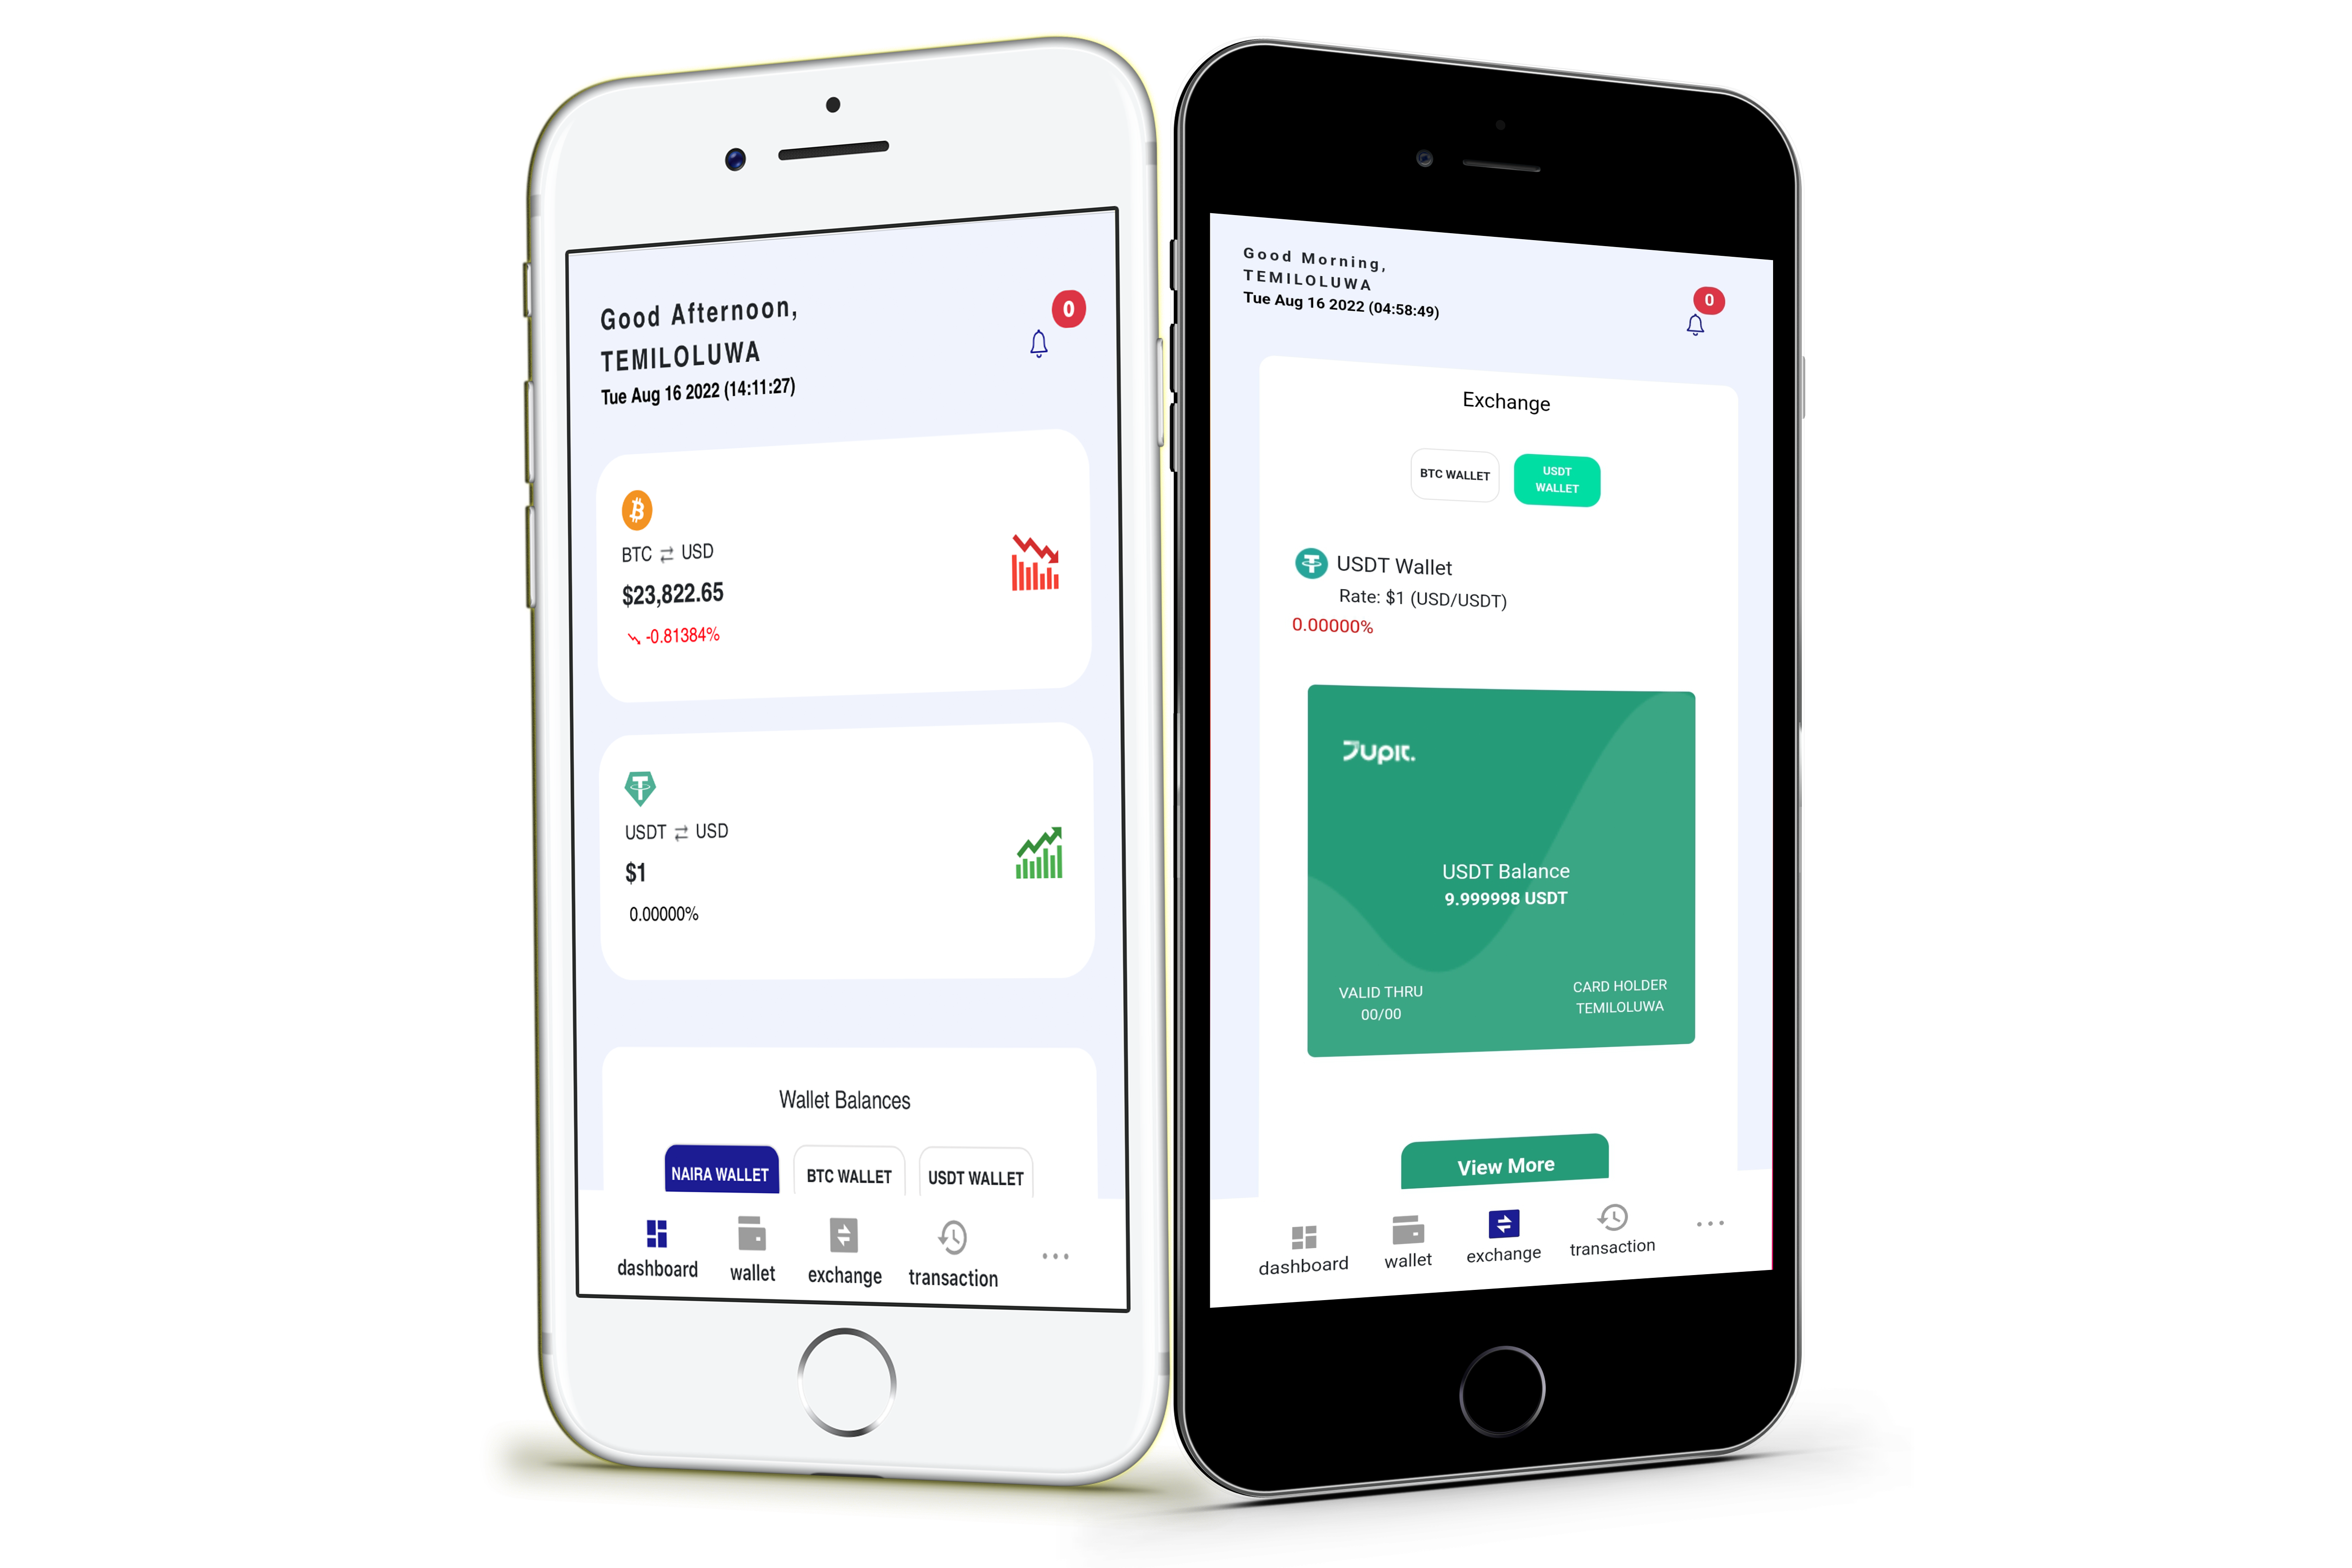 Good Afternoon,
TEMILOLUWA
Tue Aug 16 2022 (14:11:27)
0
BTC ⇄ USD
$23,822.65
-0.81384%
USDT ⇄ USD
$1
0.00000%
Wallet Balances
NAIRA WALLET
BTC WALLET
USDT WALLET
dashboard
wallet
exchange
transaction
Good Morning,
TEMILOLUWA
Tue Aug 16 2022 (04:58:49)
0
Exchange
BTC WALLET
USDT
WALLET
USDT Wallet
Rate: $1 (USD/USDT)
0.00000%
Jupit.
USDT Balance
9.999998 USDT
VALID THRU
00/00
CARD HOLDER
TEMILOLUWA
View More
dashboard
wallet
exchange
transaction